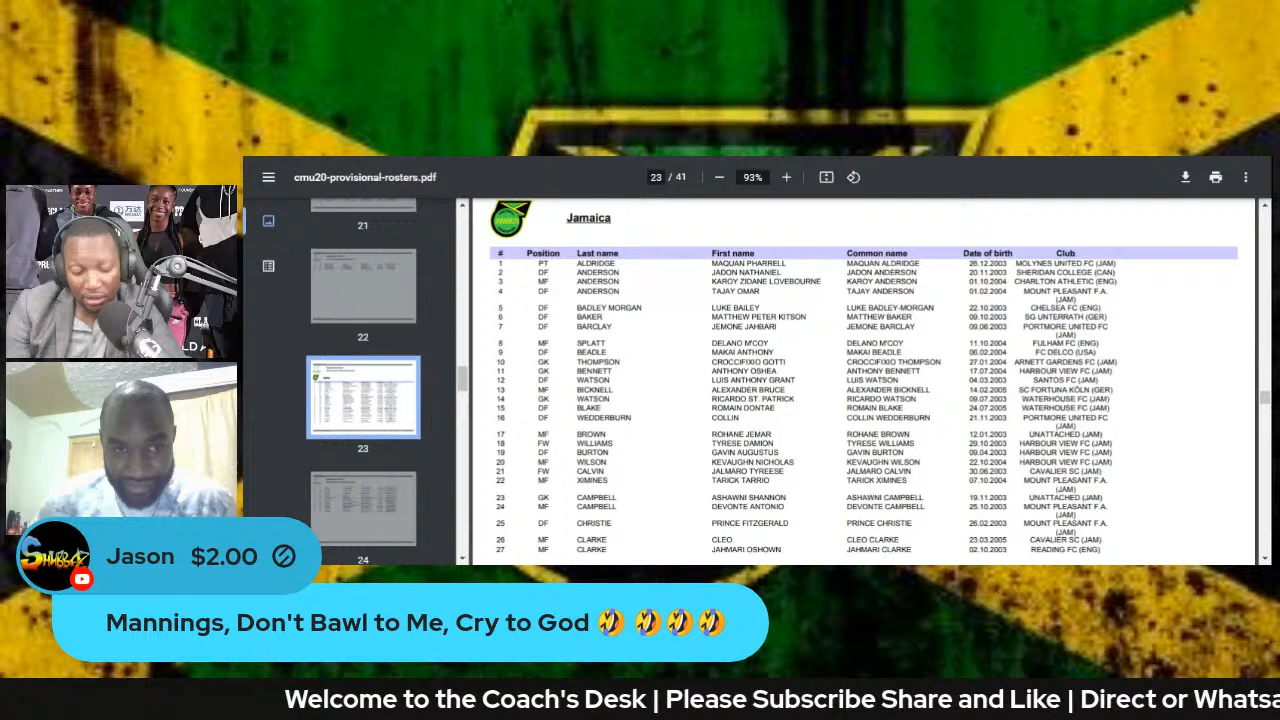 cmu20-provisional-rosters.pdf
23 / 41
93%
21
22
23
24
JAMAICA
Jamaica
# Position Last name First name Common name Date of birth Club
1 PT ALDRIDGE MAQUAN PHARRELL MAQUAN ALDRIDGE 26.12.2003 MOLYNES UNITED FC (JAM)
2 DF ANDERSON JADON NATHANIEL JADON ANDERSON 20.11.2003 SHERIDAN COLLEGE (CAN)
3 MF ANDERSON KAROY ZIDANE LOVEBOURNE KAROY ANDERSON 01.10.2004 CHARLTON ATHLETIC (ENG)
4 DF ANDERSON TAJAY OMAR TAJAY ANDERSON 01.02.2004 MOUNT PLEASANT F.A.
(JAM)
5 DF BADLEY MORGAN LUKE BAILEY LUKE BADLEY-MORGAN 22.10.2003 CHELSEA FC (ENG)
6 DF BAKER MATTHEW PETER KITSON MATTHEW BAKER 09.10.2003 SG UNTERRATH (GER)
7 DF BARCLAY JEMONE JAHBARI JEMONE BARCLAY 09.06.2003 PORTMORE UNITED FC
(JAM)
8 MF SPLATT DELANO M'COY DELANO M'COY 11.10.2004 FULHAM FC (ENG)
9 DF BEADLE MAKAI ANTHONY MAKAI BEADLE 06.02.2004 FC DELCO (USA)
10 GK THOMPSON CROCCIFIXIO GOTTI CROCCIFIXIO THOMPSON 27.01.2004 ARNETT GARDENS FC (JAM)
11 GK BENNETT ANTHONY OSHEA ANTHONY BENNETT 17.07.2004 HARBOUR VIEW FC (JAM)
12 DF WATSON LUIS ANTHONY GRANT LUIS WATSON 04.03.2003 SANTOS FC (JAM)
13 MF BICKNELL ALEXANDER BRUCE ALEXANDER BICKNELL 14.02.2005 SC FORTUNA KÖLN (GER)
14 GK WATSON RICARDO ST. PATRICK RICARDO WATSON 09.07.2003 WATERHOUSE FC (JAM)
15 DF BLAKE ROMAIN DONTAE ROMAIN BLAKE 24.07.2005 WATERHOUSE FC (JAM)
16 DF WEDDERBURN COLLIN COLLIN WEDDERBURN 21.11.2003 PORTMORE UNITED FC
(JAM)
17 MF BROWN ROHANE JEMAR ROHANE BROWN 12.01.2003 UNATTACHED (JAM)
18 FW WILLIAMS TYRESE DAMION TYRESE WILLIAMS 29.10.2003 HARBOUR VIEW FC (JAM)
19 DF BURTON GAVIN AUGUSTUS GAVIN BURTON 09.04.2003 HARBOUR VIEW FC (JAM)
20 MF WILSON KEVAUGHN NICHOLAS KEVAUGHN WILSON 22.10.2004 HARBOUR VIEW FC (JAM)
21 FW CALVIN JALMARO TYREESE JALMARO CALVIN 30.06.2003 CAVALIER SC (JAM)
22 MF XIMINES TARICK TARRIO TARICK XIMINES 07.10.2004 MOUNT PLEASANT F.A.
(JAM)
23 GK CAMPBELL ASHAWNI SHANNON ASHAWNI CAMPBELL 19.11.2003 UNATTACHED (JAM)
24 MF CAMPBELL DEVONTE ANTONIO DEVONTE CAMPBELL 25.10.2003 MOUNT PLEASANT F.A.
(JAM)
25 DF CHRISTIE PRINCE FITZGERALD PRINCE CHRISTIE 26.02.2003 MOUNT PLEASANT F.A.
(JAM)
26 MF CLARKE CLEO CLEO CLARKE 23.03.2005 CAVALIER SC (JAM)
27 MF CLARKE JAHMARI OSHOWN JAHMARI CLARKE 02.10.2003 READING FC (ENG)
Jason $2.00
Mannings, Don't Bawl to Me, Cry to God 🤣 🤣🤣🤣
Welcome to the Coach's Desk | Please Subscribe Share and Like | Direct or Whatsa